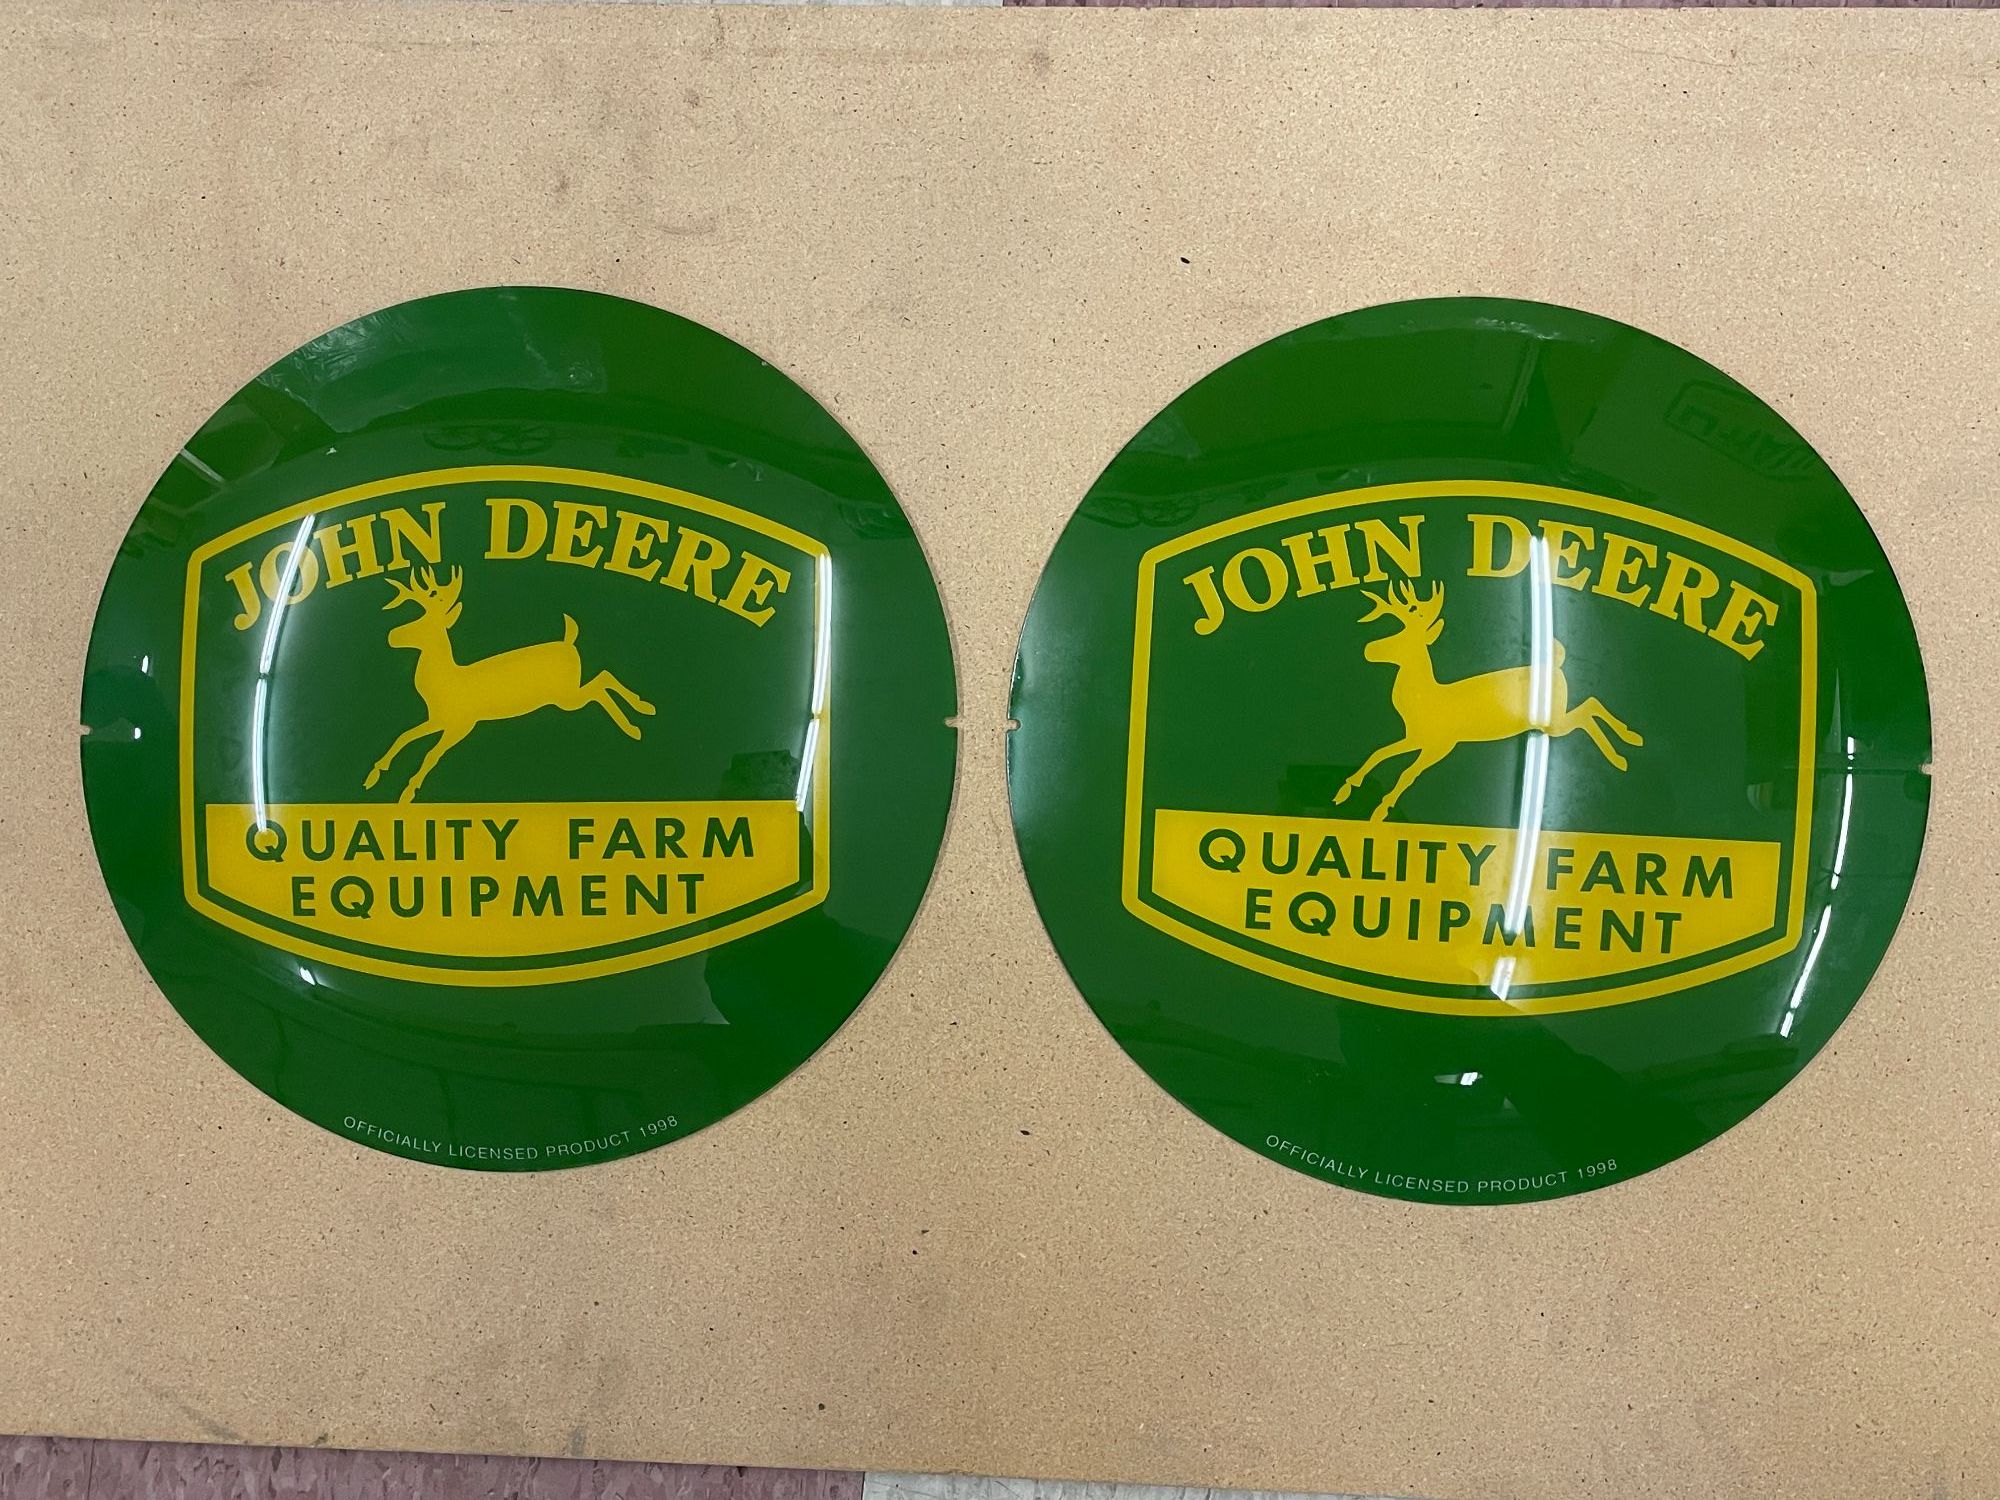 JOHN DEERE
QUALITY FARM
EQUIPMENT
OFFICIALLY LICENSED PRODUCT 1998
JOHN DEERE
QUALITY FARM
EQUIPMENT
OFFICIALLY LICENSED PRODUCT 1998